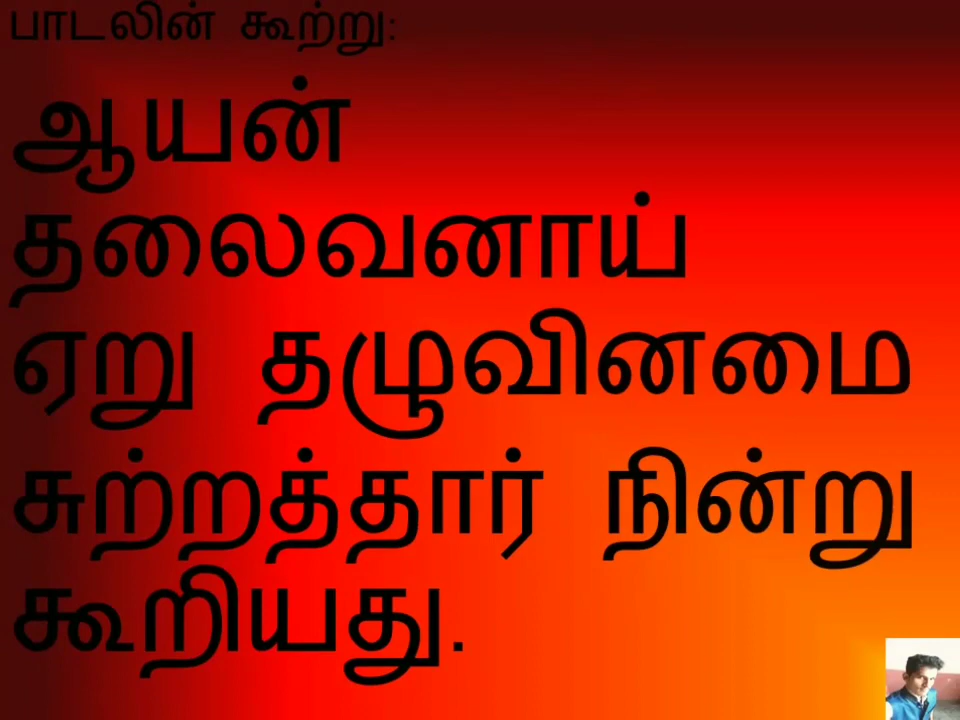 பாடலின் கூற்று:
ஆயன்
தலைவனாய்
ஏறு தழுவினமை
சுற்றத்தார் நின்று
கூறியது.